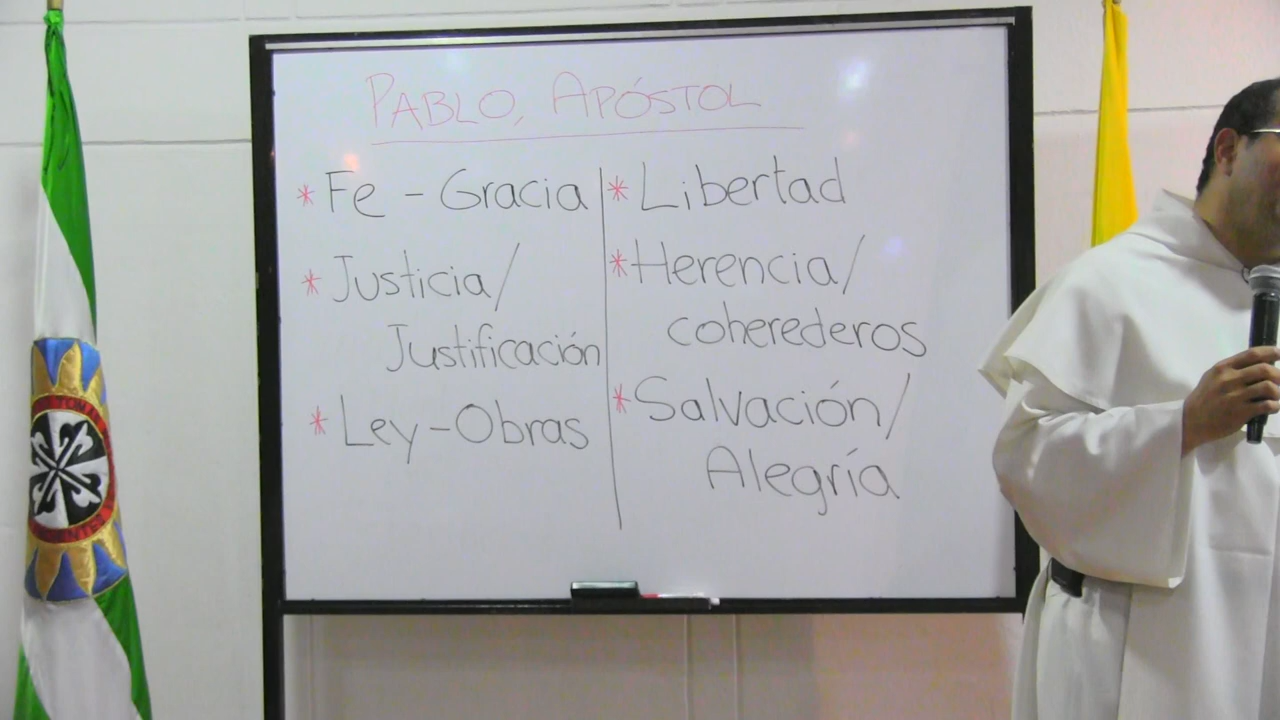 PABLO, APÓSTOL
* Fe - Gracia
* Justicia/
Justificación
* Ley - Obras
* Libertad
* Herencia/
coherederos
* Salvación/
Alegría